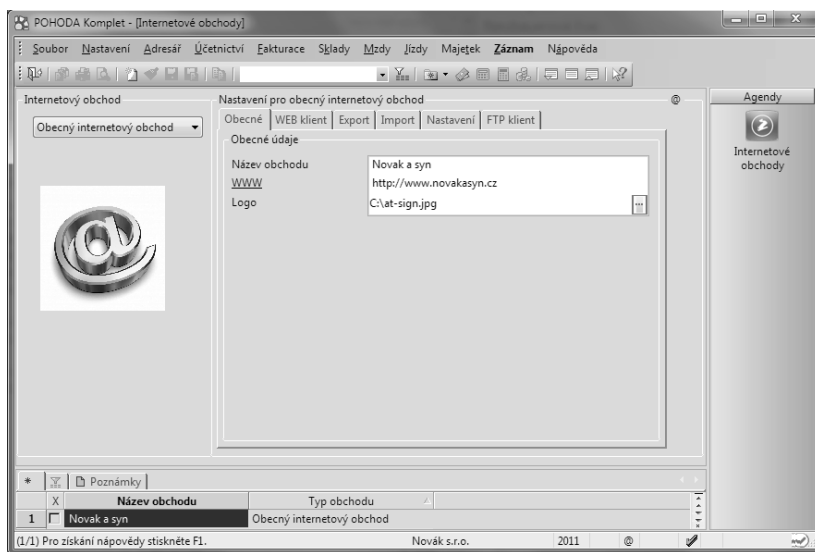 POHODA Komplet - [Internetové obchody]
Soubor Nastavení Adresář Účetnictví Fakturace Sklady Mzdy Jízdy Majetek Záznam Nápověda
Internetový obchod
Obecný internetový obchod
Nastavení pro obecný internetový obchod
@
Obecné WEB klient Export Import Nastavení FTP klient
Obecné údaje
Název obchodu Novak a syn
WWW http://www.novakasyn.cz
Logo C:\at-sign.jpg ...
Agendy
Internetové
obchody
* Poznámky
X Název obchodu Typ obchodu
1 Novak a syn Obecný internetový obchod
(1/1) Pro získání nápovědy stiskněte F1. Novák s.r.o. 2011 @